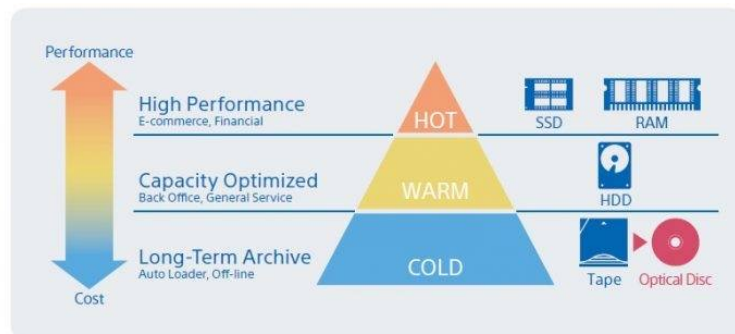 Performance
High Performance
E-commerce, Financial
HOT
SSD
RAM
Capacity Optimized
Back Office, General Service
WARM
HDD
Long-Term Archive
Auto Loader, Off-line
COLD
Tape
Optical Disc
Cost